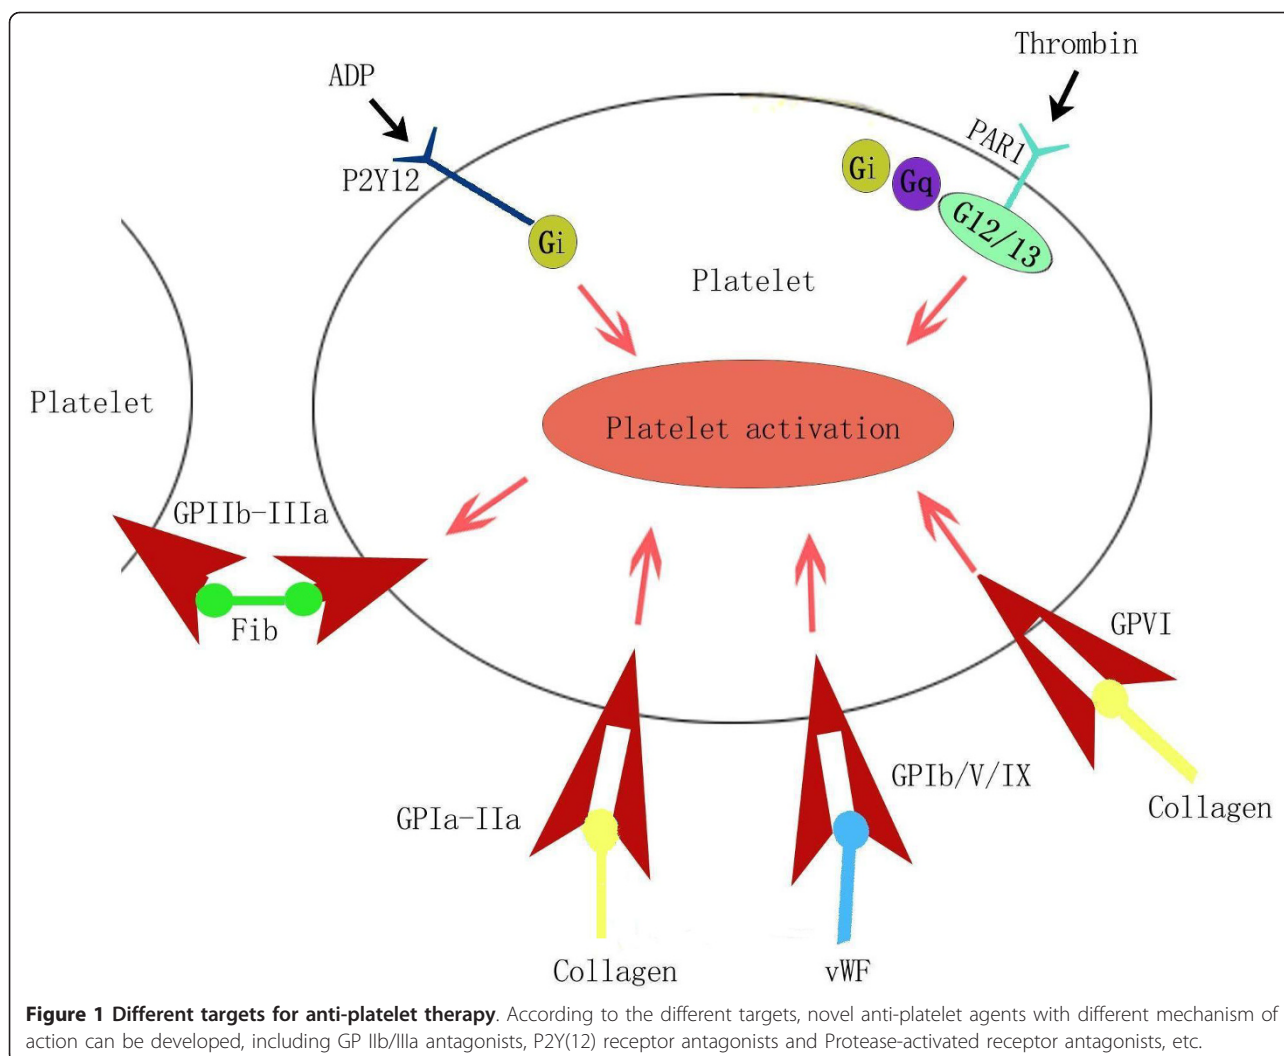 Thrombin
ADP
PAR1
P2Y12
Gi
Gq
G12/13
Gi
Platelet
Platelet
Platelet activation
GPIIb-IIIa
Fib
GPVI
GPIb/V/IX
GPIa-IIa
Collagen
Collagen
vWF
Figure 1 Different targets for anti-platelet therapy. According to the different targets, novel anti-platelet agents with different mechanism of
action can be developed, including GP IIb/IIIa antagonists, P2Y(12) receptor antagonists and Protease-activated receptor antagonists, etc.